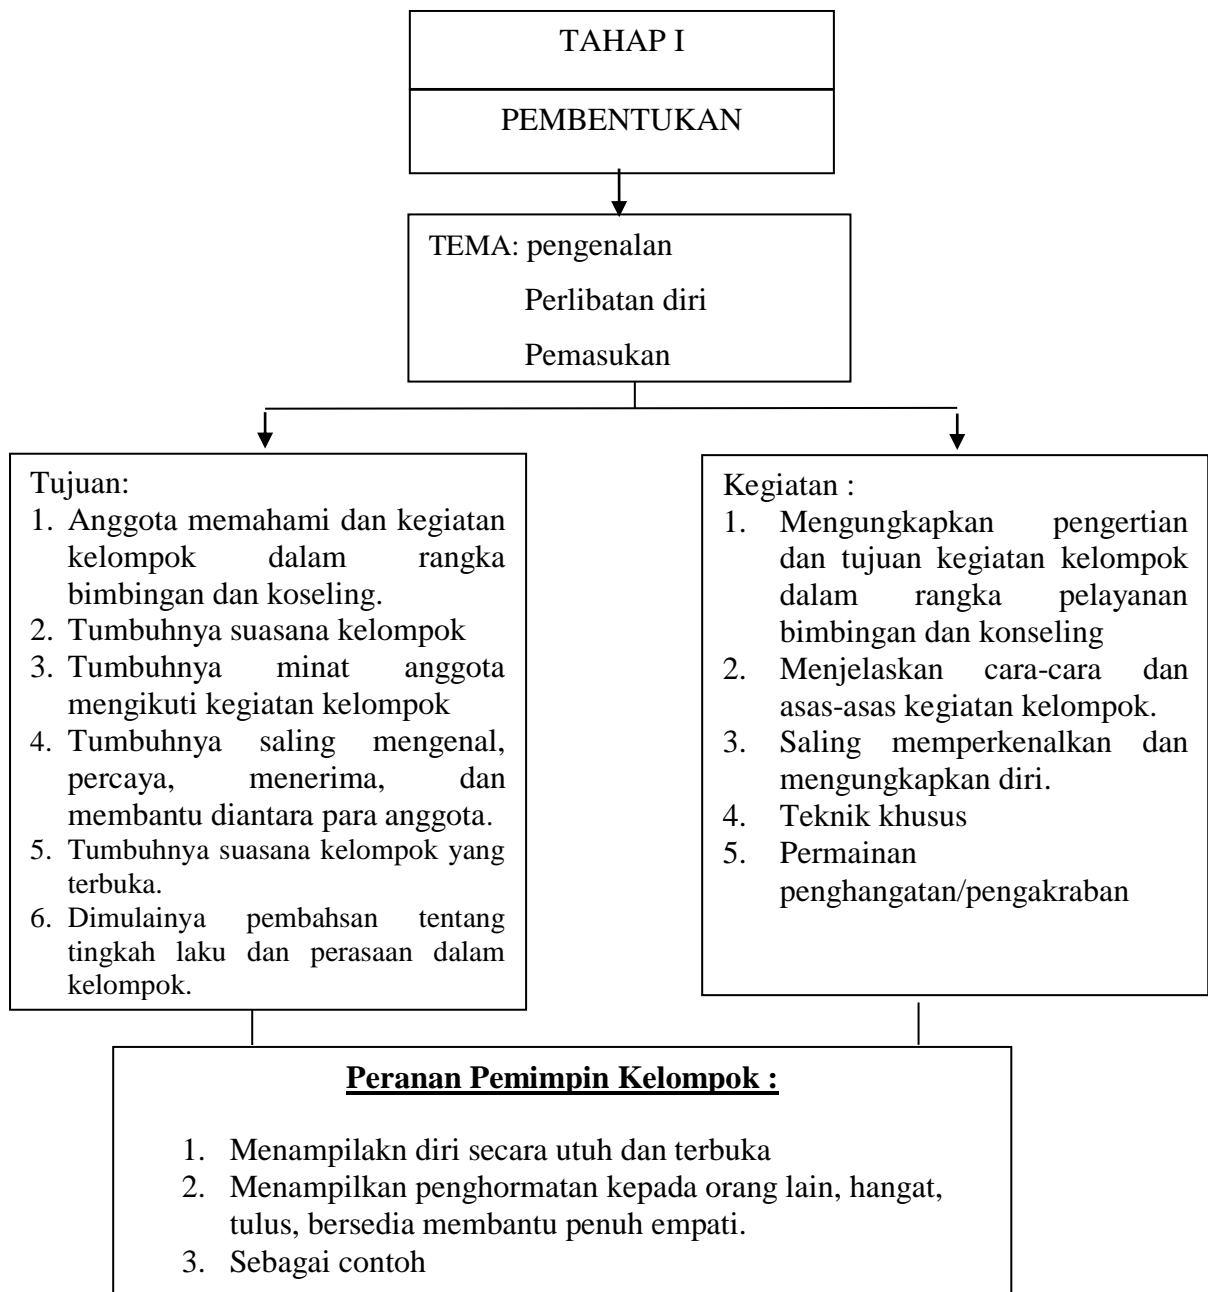 TAHAP I
PEMBENTUKAN
TEMA: pengenalan
Perlibatan diri
Pemasukan
Tujuan:
1. Anggota memahami dan kegiatan
kelompok dalam rangka
bimbingan dan koseling.
2. Tumbuhnya suasana kelompok
3. Tumbuhnya minat anggota
mengikuti kegiatan kelompok
4. Tumbuhnya saling mengenal,
percaya, menerima, dan
membantu diantara para anggota.
5. Tumbuhnya suasana kelompok yang
terbuka.
6. Dimulainya pembahsan tentang
tingkah laku dan perasaan dalam
kelompok.
Kegiatan :
1. Mengungkapkan pengertian
dan tujuan kegiatan kelompok
dalam rangka pelayanan
bimbingan dan konseling
2. Menjelaskan cara-cara dan
asas-asas kegiatan kelompok.
3. Saling memperkenalkan dan
mengungkapkan diri.
4. Teknik khusus
5. Permainan
penghangatan/pengakraban
Peranan Pemimpin Kelompok :
1. Menampilakn diri secara utuh dan terbuka
2. Menampilkan penghormatan kepada orang lain, hangat,
tulus, bersedia membantu penuh empati.
3. Sebagai contoh